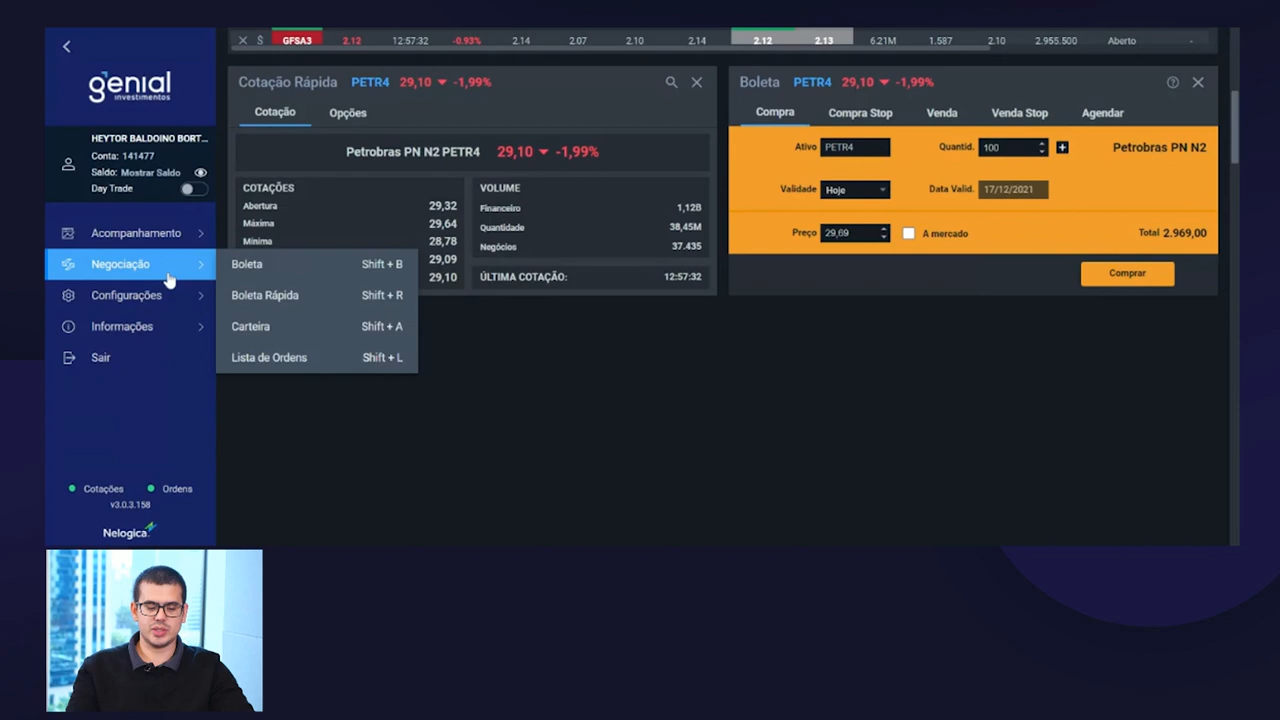 GFSA3 2.12 12:57:32 -0.93% 2.14 2.07 2.10 2.14 2.12 2.13 6.21M 1.587 2.10 2.955.500 Aberto -
genial
investimentos
HEYTOR BALDOINO BORT...
Conta: 141477
Saldo: Mostrar Saldo
Day Trade
Acompanhamento
Negociação
Configurações
Informações
Sair
Cotações Ordens
v3.0.3.158
Nelogica
Boleta Shift + B
Boleta Rápida Shift + R
Carteira Shift + A
Lista de Ordens Shift + L
Cotação Rápida PETR4 29,10 -1,99%
Cotação Opções
Petrobras PN N2 PETR4 29,10 -1,99%
COTAÇÕES
Abertura 29,32
Máxima 29,64
Mínima 28,78
29,09
29,10
VOLUME
Financeiro 1,12B
Quantidade 38,45M
Negócios 37.435
ÚLTIMA COTAÇÃO: 12:57:32
Boleta PETR4 29,10 -1,99%
Compra Compra Stop Venda Venda Stop Agendar
Ativo PETR4 Quantid. 100 Petrobras PN N2
Validade Hoje Data Valid. 17/12/2021
Preço 29,69 A mercado Total 2.969,00
Comprar